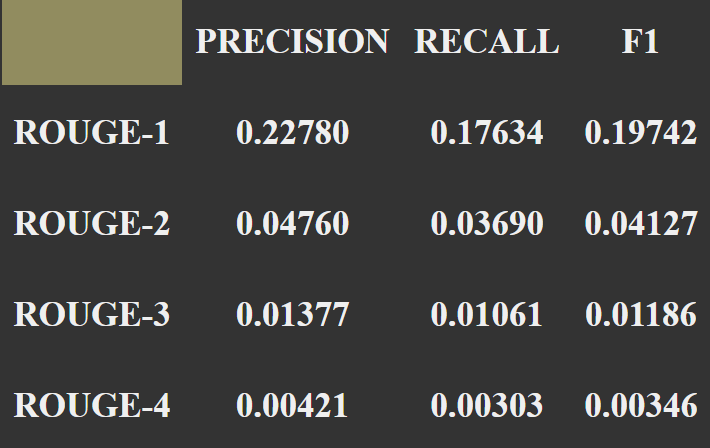 PRECISION RECALL F1
ROUGE-1 0.22780 0.17634 0.19742
ROUGE-2 0.04760 0.03690 0.04127
ROUGE-3 0.01377 0.01061 0.01186
ROUGE-4 0.00421 0.00303 0.00346